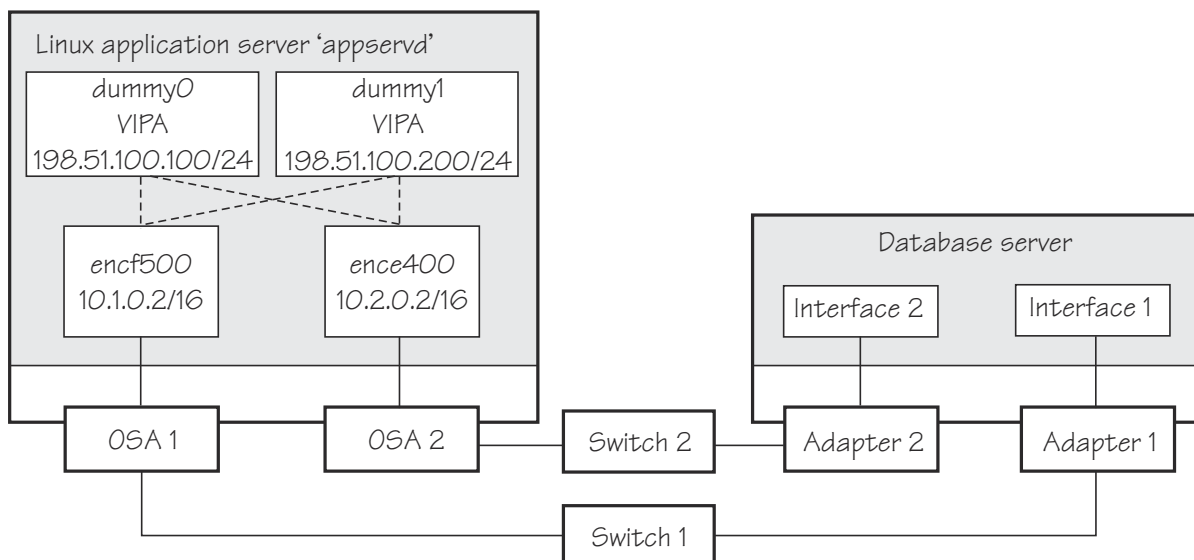 Linux application server ‘appservd’
dummy0
VIPA
198.51.100.100/24
dummy1
VIPA
198.51.100.200/24
encf500
10.1.0.2/16
ence400
10.2.0.2/16
Database server
Interface 2
Interface 1
OSA 1
OSA 2
Switch 2
Adapter 2
Adapter 1
Switch 1